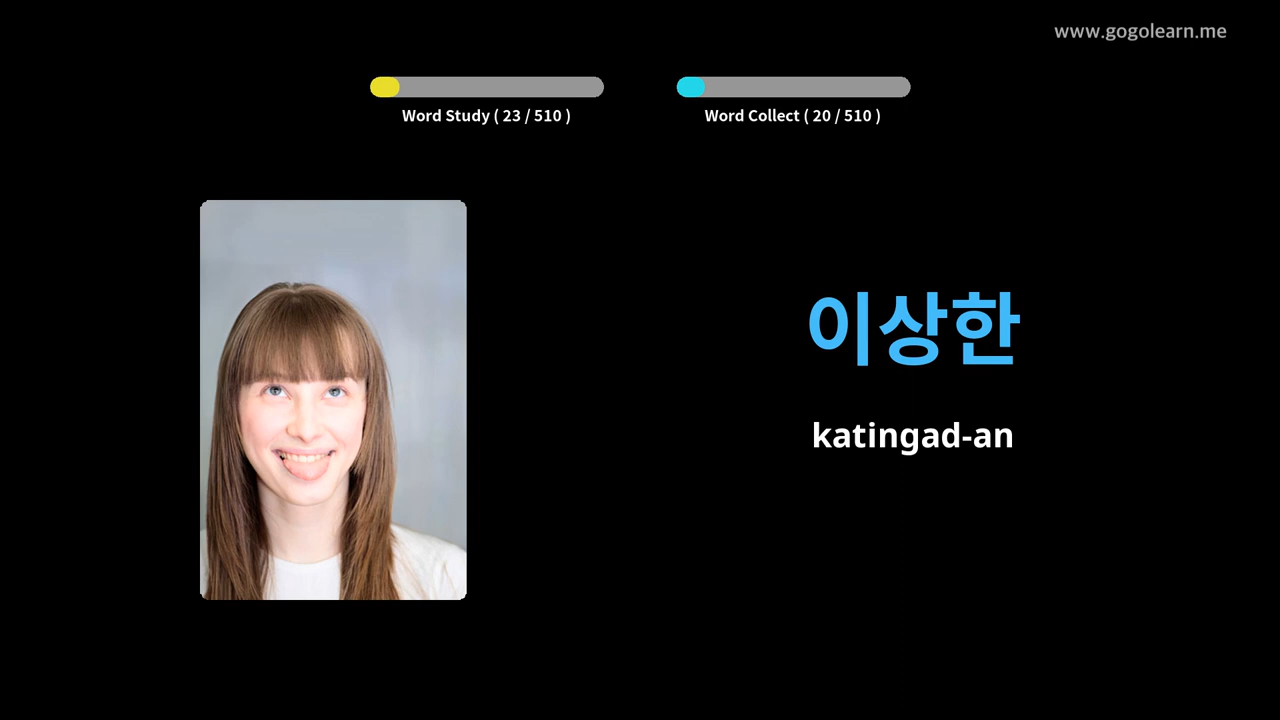 www.gogolearn.me
Word Study ( 23 / 510 )
Word Collect ( 20 / 510 )
이상한
katingad-an